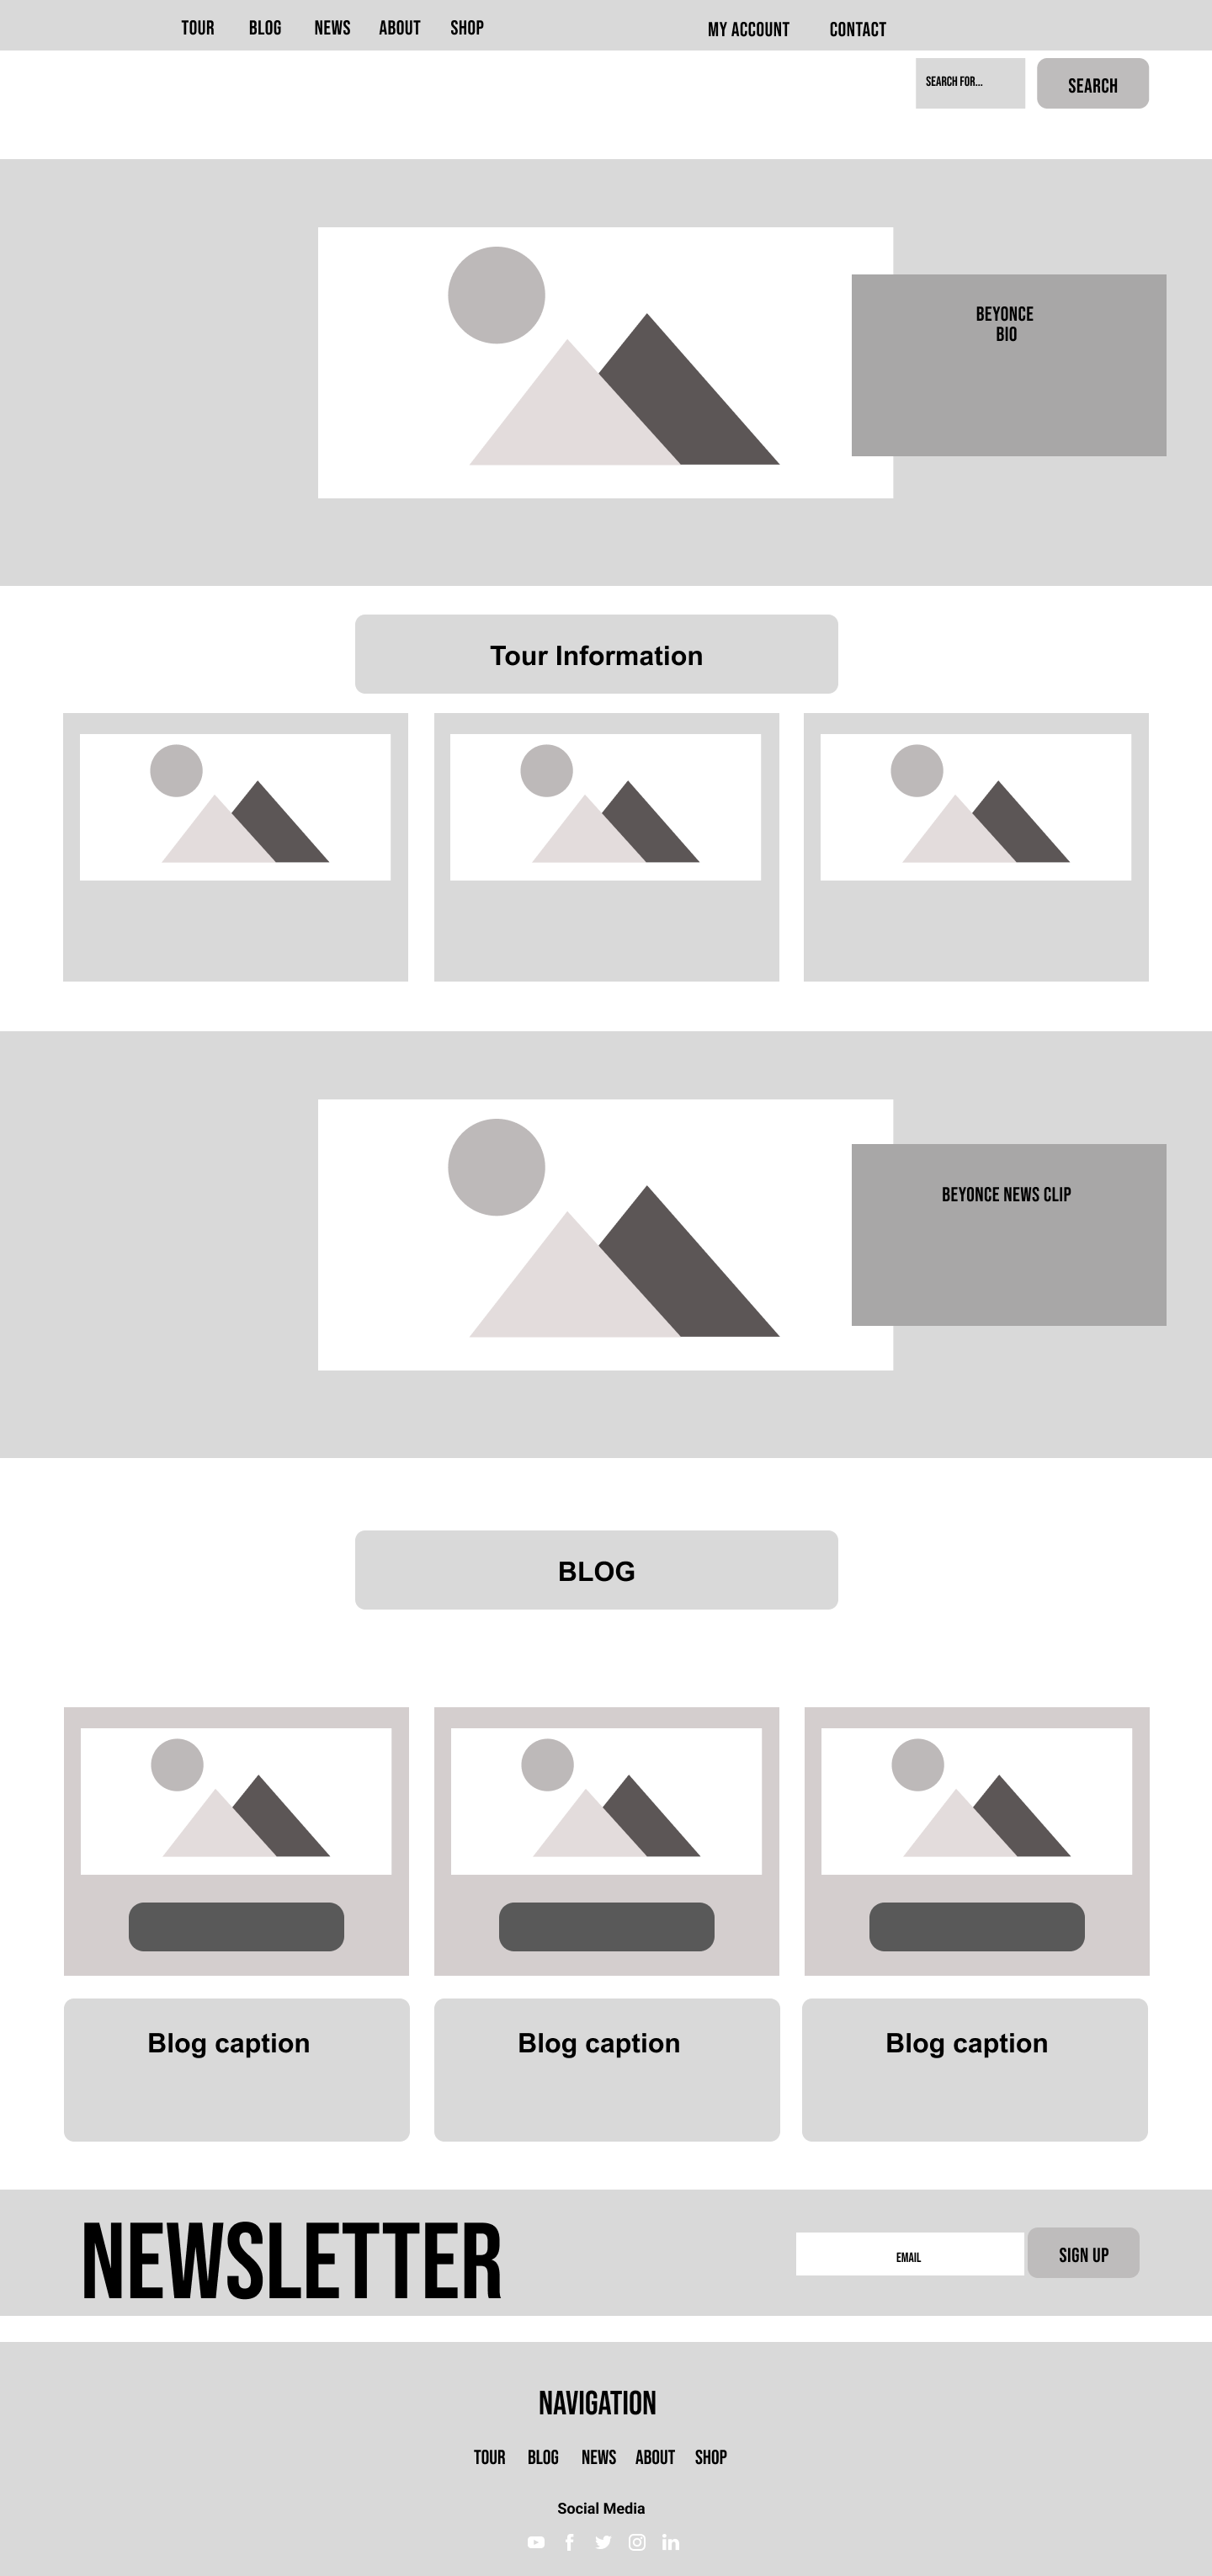 TOUR BLOG NEWS ABOUT SHOP MY ACCOUNT CONTACT
SEARCH FOR... SEARCH
BEYONCE
BIO
Tour Information
BEYONCE NEWS CLIP
BLOG
Blog caption Blog caption Blog caption
NEWSLETTER EMAIL SIGN UP
NAVIGATION
TOUR BLOG NEWS ABOUT SHOP
Social Media